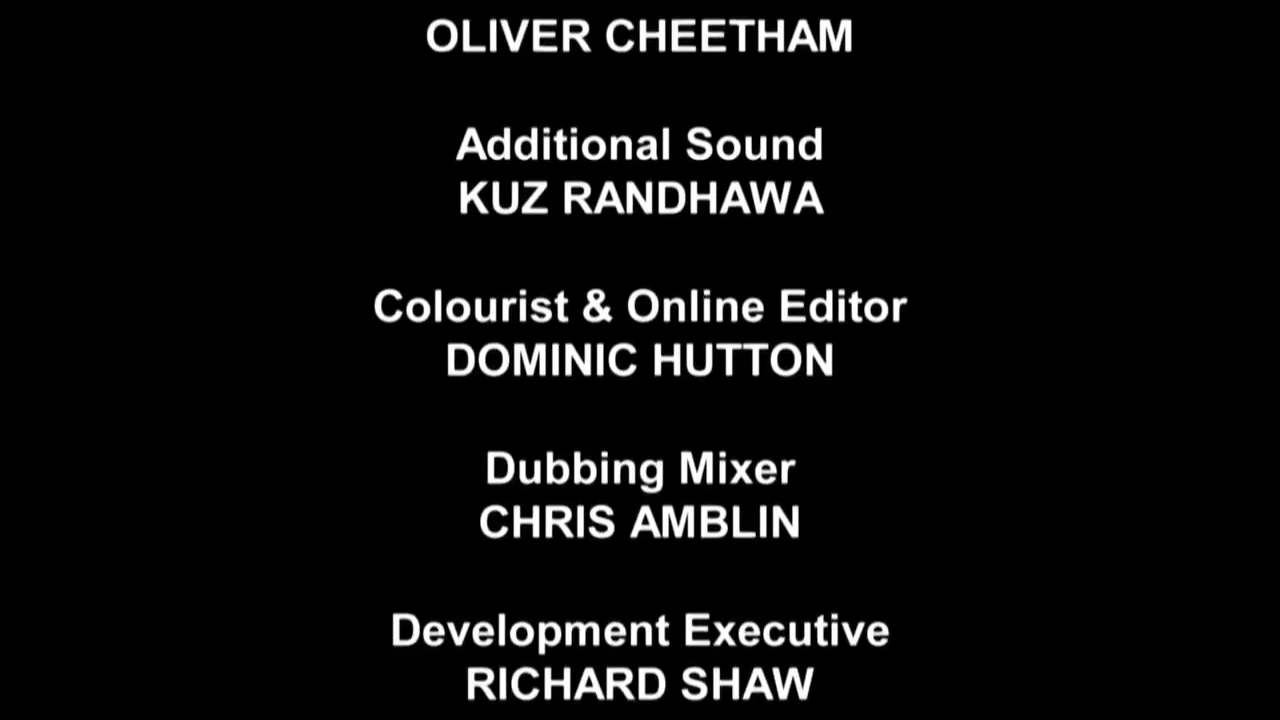 OLIVER CHEETHAM
Additional Sound
KUZ RANDHAWA
Colourist & Online Editor
DOMINIC HUTTON
Dubbing Mixer
CHRIS AMBLIN
Development Executive
RICHARD SHAW